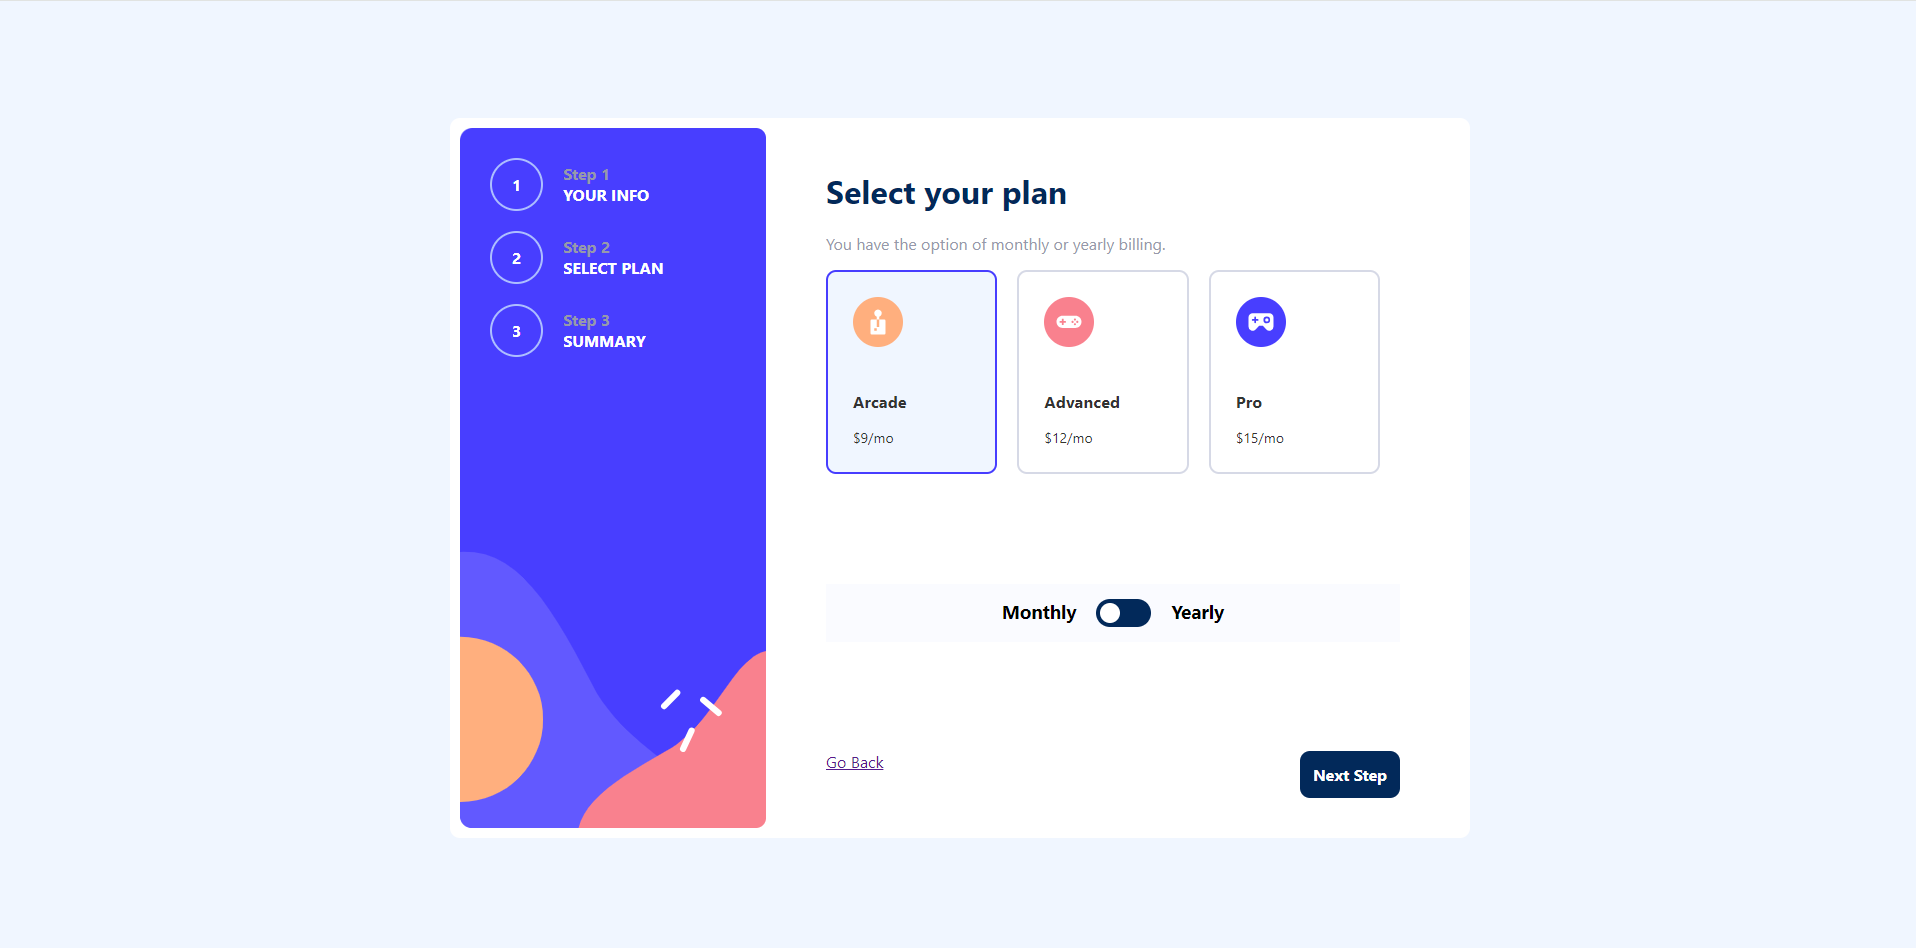 1
Step 1
YOUR INFO
2
Step 2
SELECT PLAN
3
Step 3
SUMMARY
Select your plan
You have the option of monthly or yearly billing.
Arcade
$9/mo
Advanced
$12/mo
Pro
$15/mo
Monthly Yearly
Go Back
Next Step